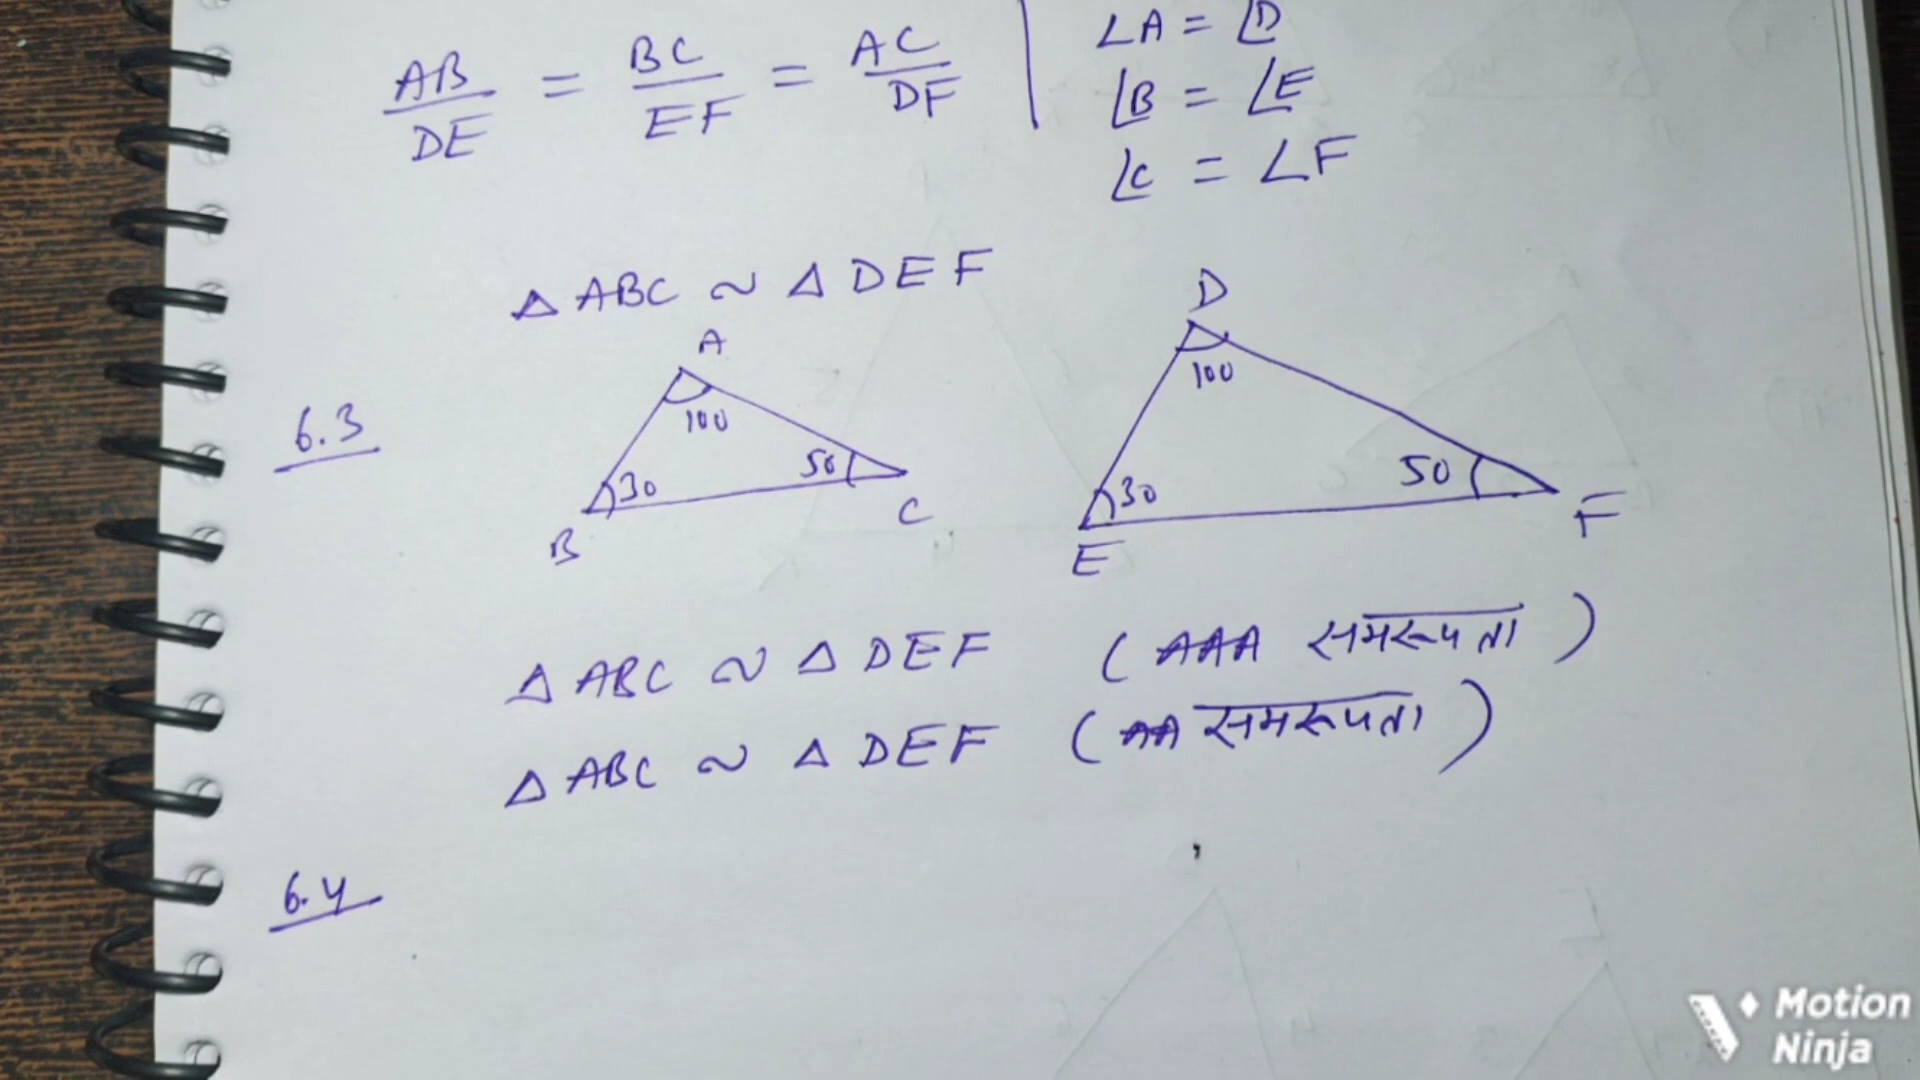 AB/DE = BC/EF = AC/DF | ∠A = ∠D
∠B = ∠E
∠C = ∠F
△ ABC ~ △ DEF
6.3
A
100
30
50
B
C
D
100
30
50
E
F
△ ABC ~ △ DEF (AAA समरूपता)
△ ABC ~ △ DEF (AA समरूपता)
6.4
Motion
Ninja